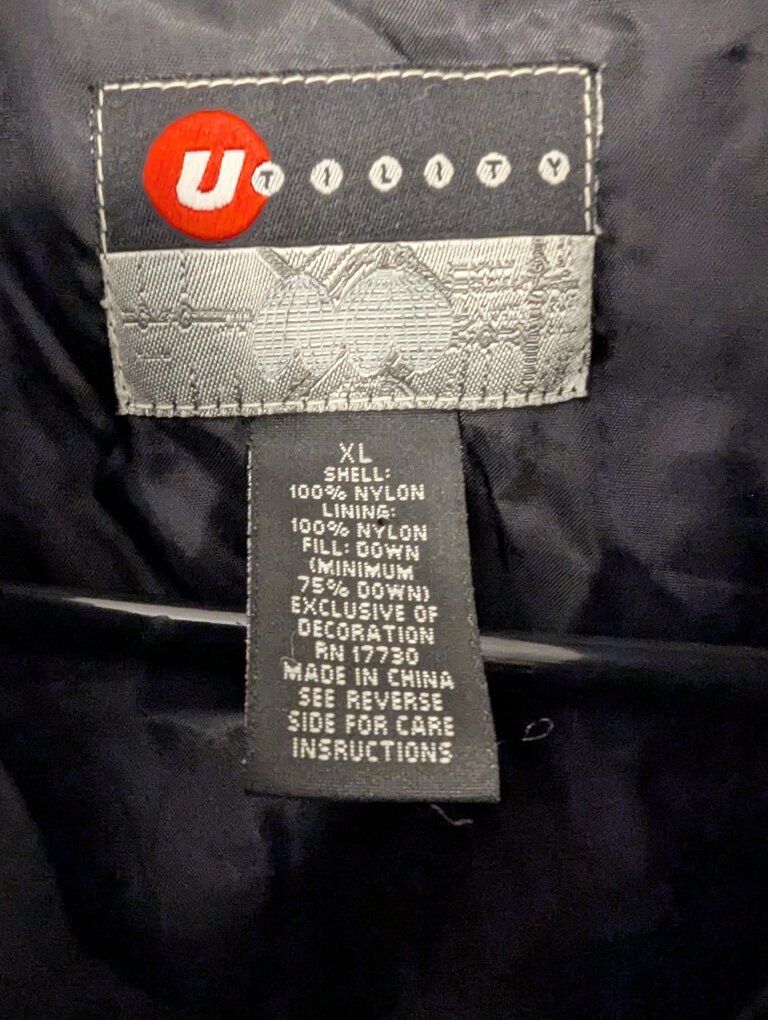 UTILITY
XL
SHELL:
100% NYLON
LINING:
100% NYLON
FILL: DOWN
(MINIMUM
75% DOWN)
EXCLUSIVE OF
DECORATION
RN 17730
MADE IN CHINA
SEE REVERSE
SIDE FOR CARE
INSRUCTIONS